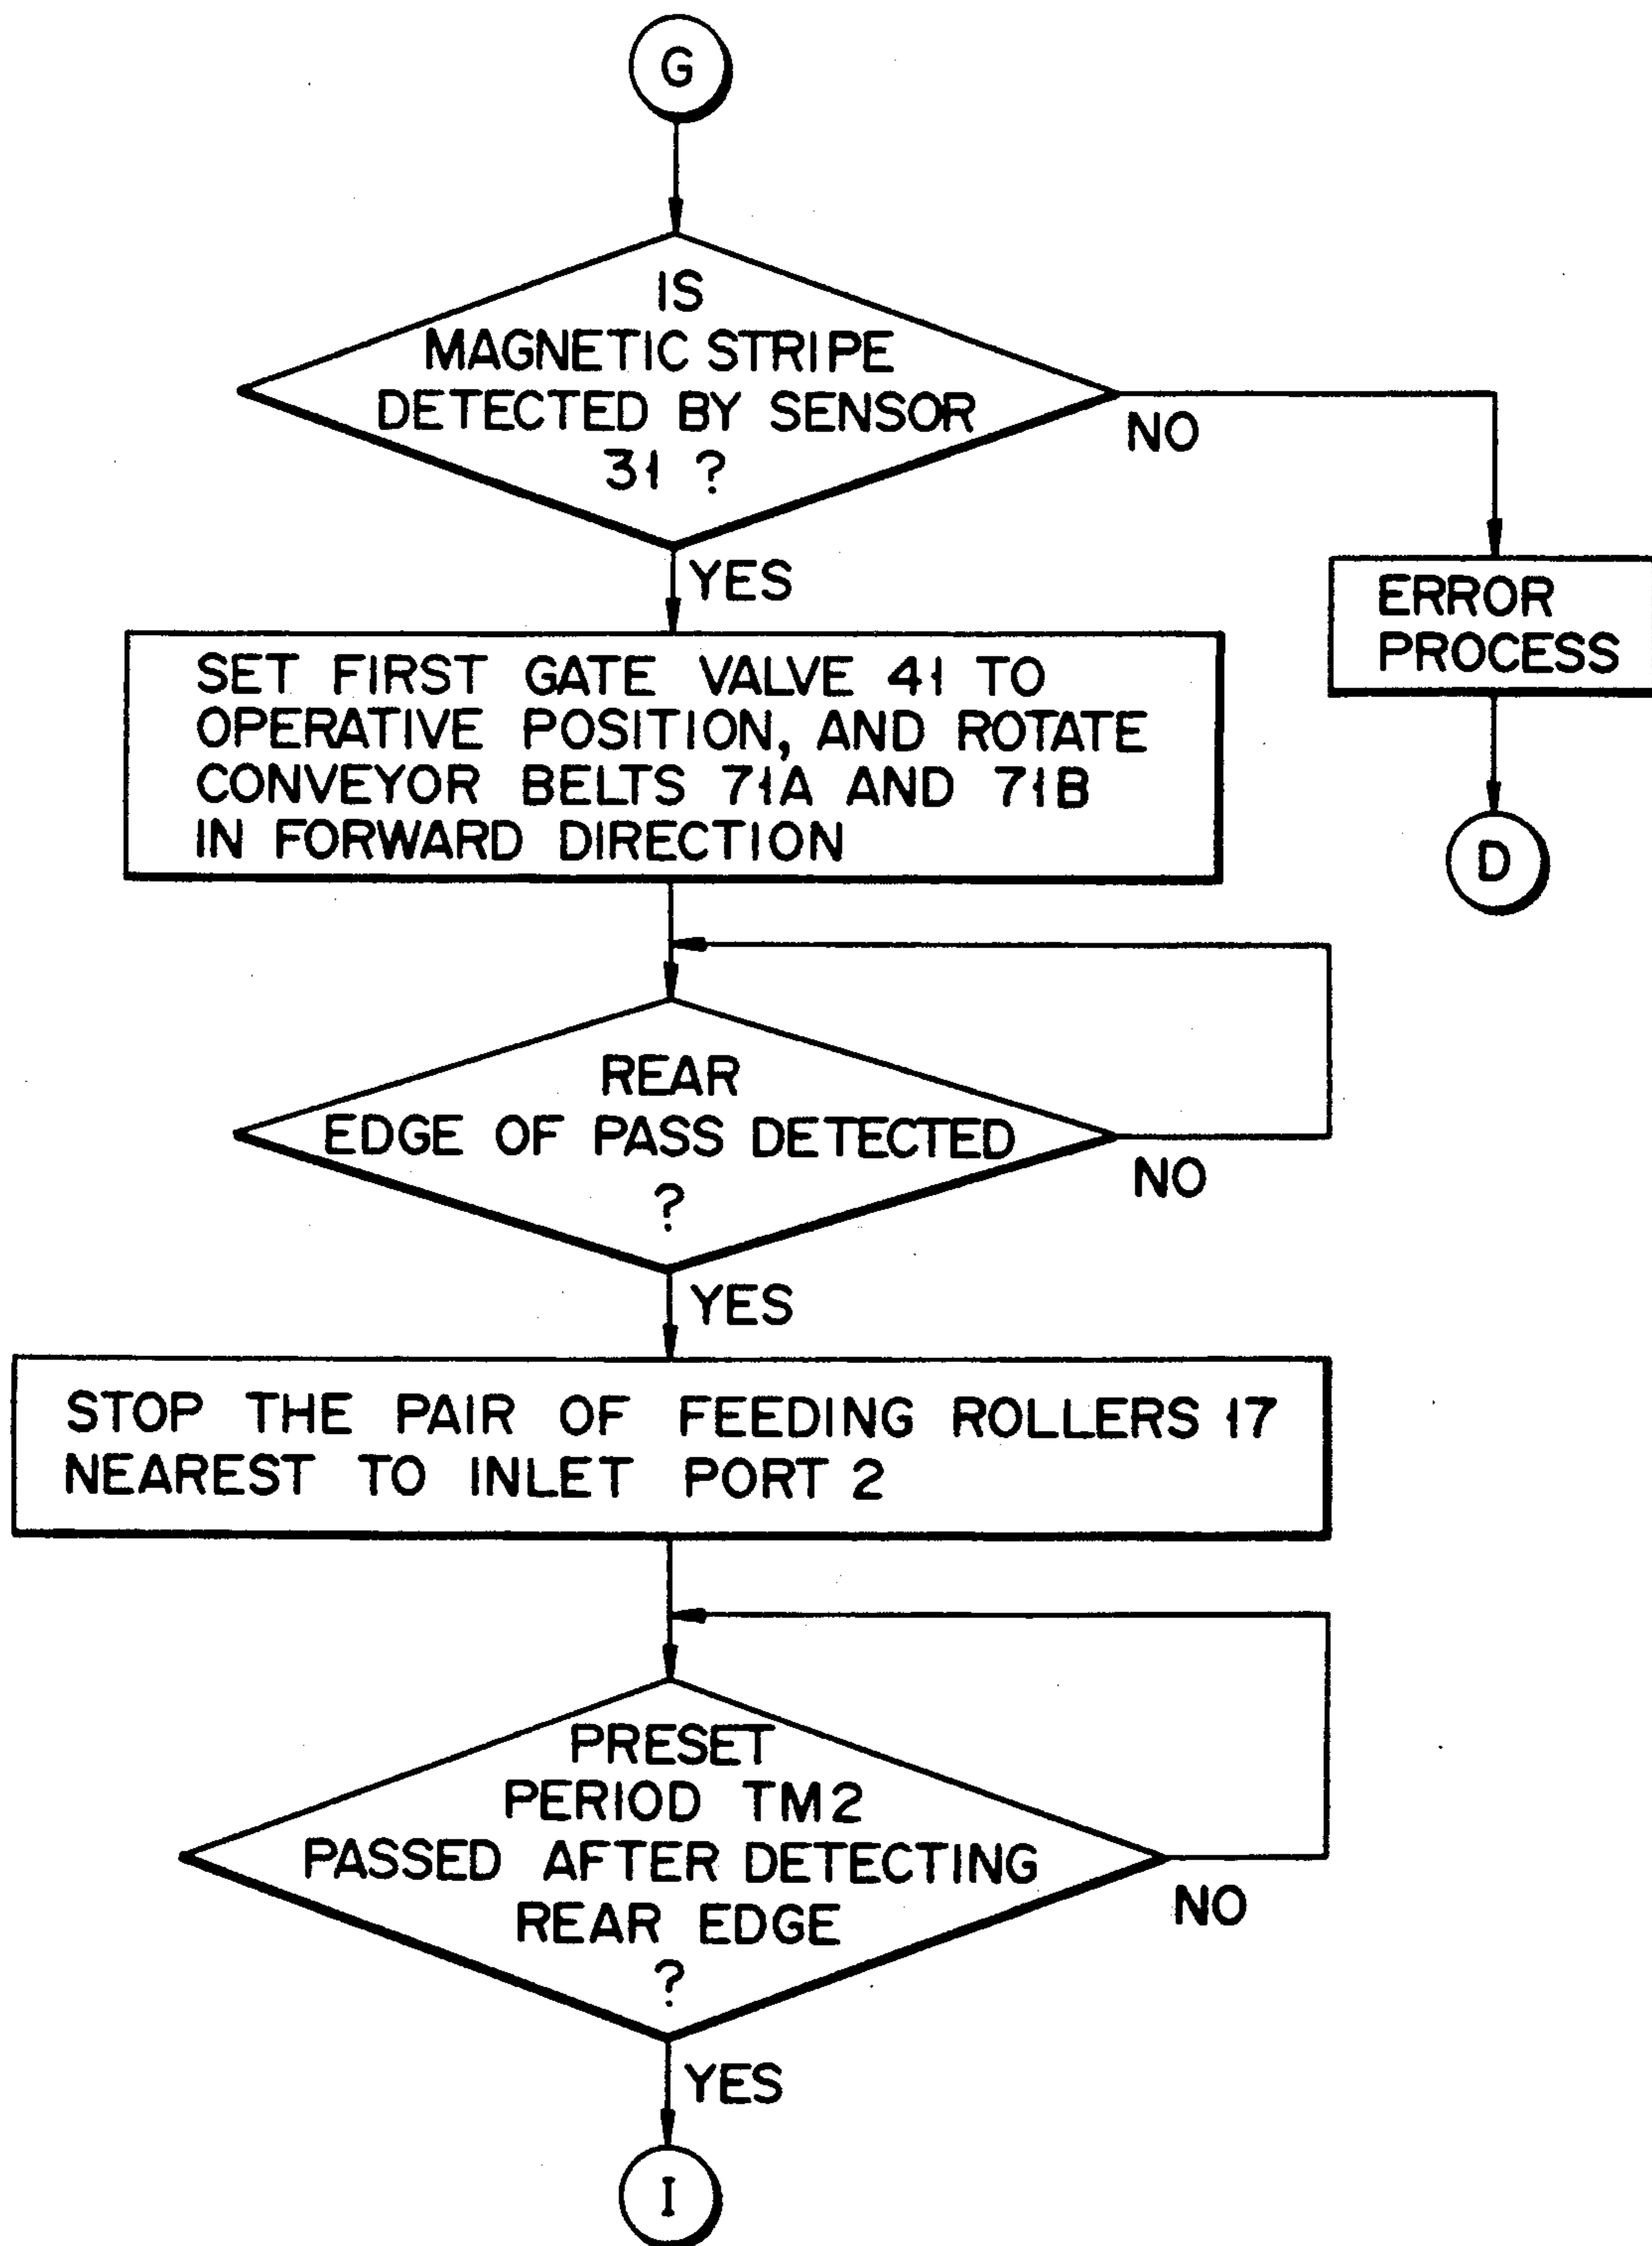 G
IS
MAGNETIC STRIPE
DETECTED BY SENSOR
31 ?
NO
YES
ERROR
PROCESS
D
SET FIRST GATE VALVE 41 TO
OPERATIVE POSITION, AND ROTATE
CONVEYOR BELTS 71A AND 71B
IN FORWARD DIRECTION
REAR
EDGE OF PASS DETECTED
?
NO
YES
STOP THE PAIR OF FEEDING ROLLERS 17
NEAREST TO INLET PORT 2
PRESET
PERIOD TM2
PASSED AFTER DETECTING
REAR EDGE
?
NO
YES
I